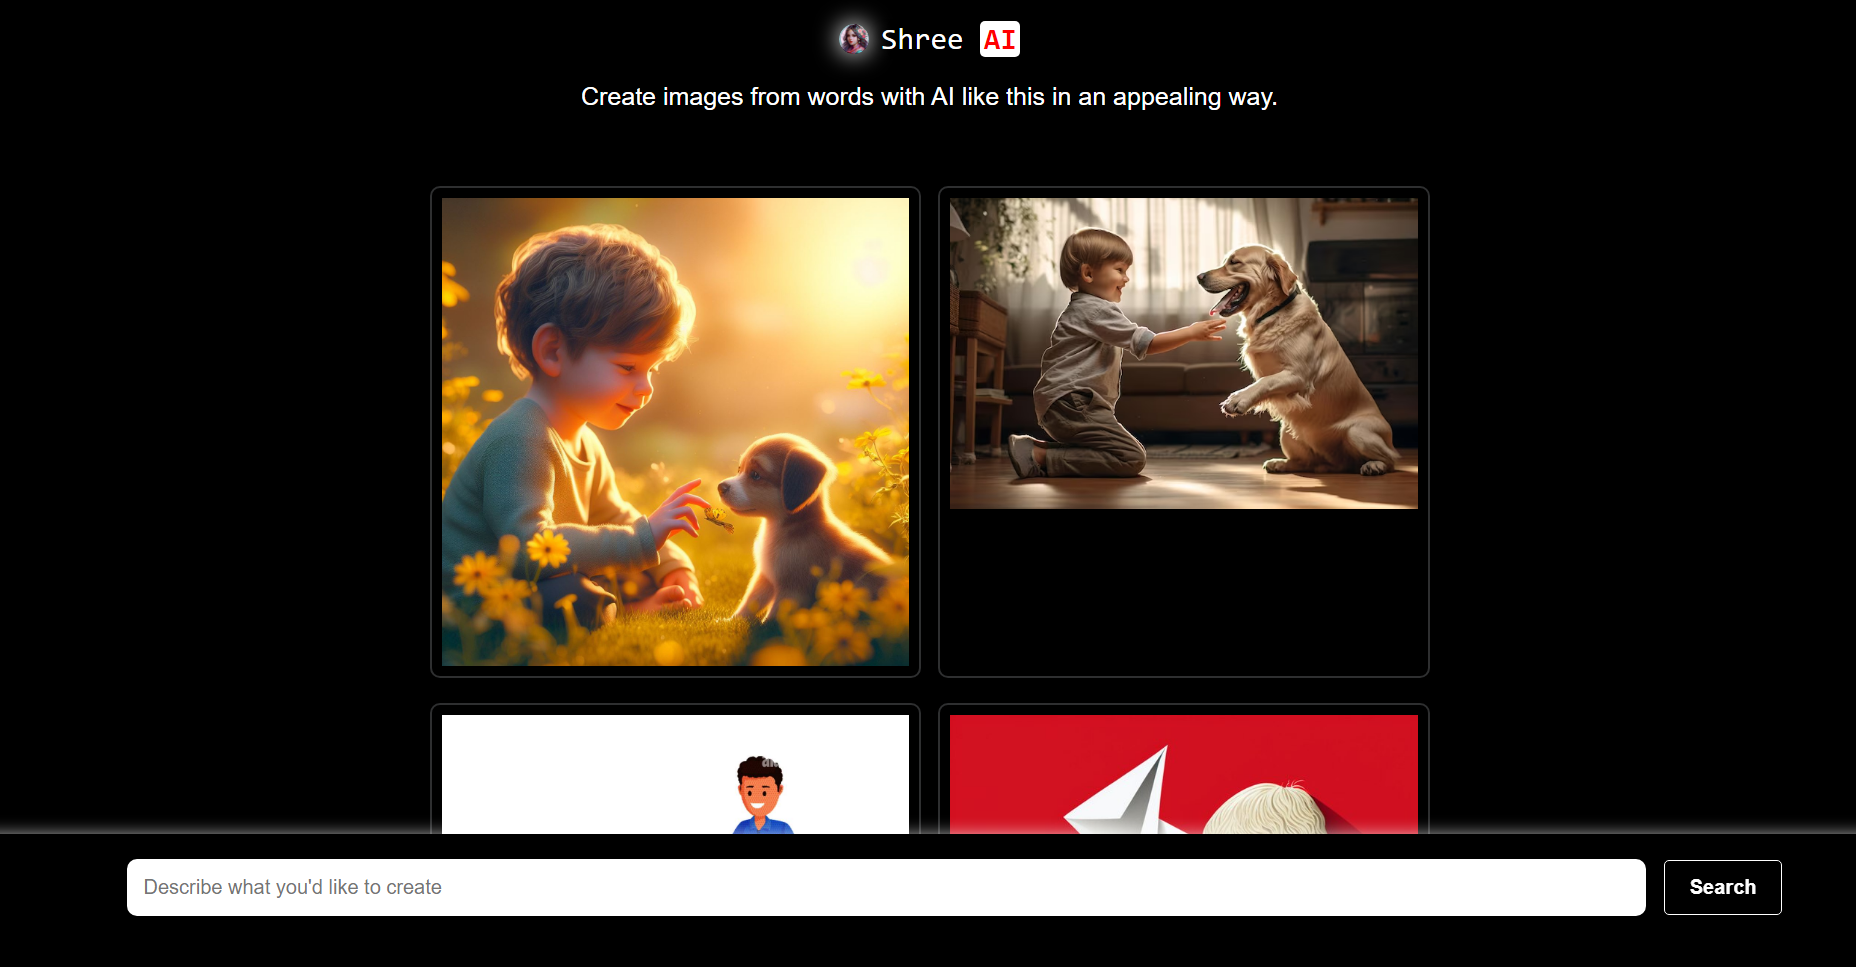 Shree AI
Create images from words with AI like this in an appealing way.
Describe what you'd like to create
Search